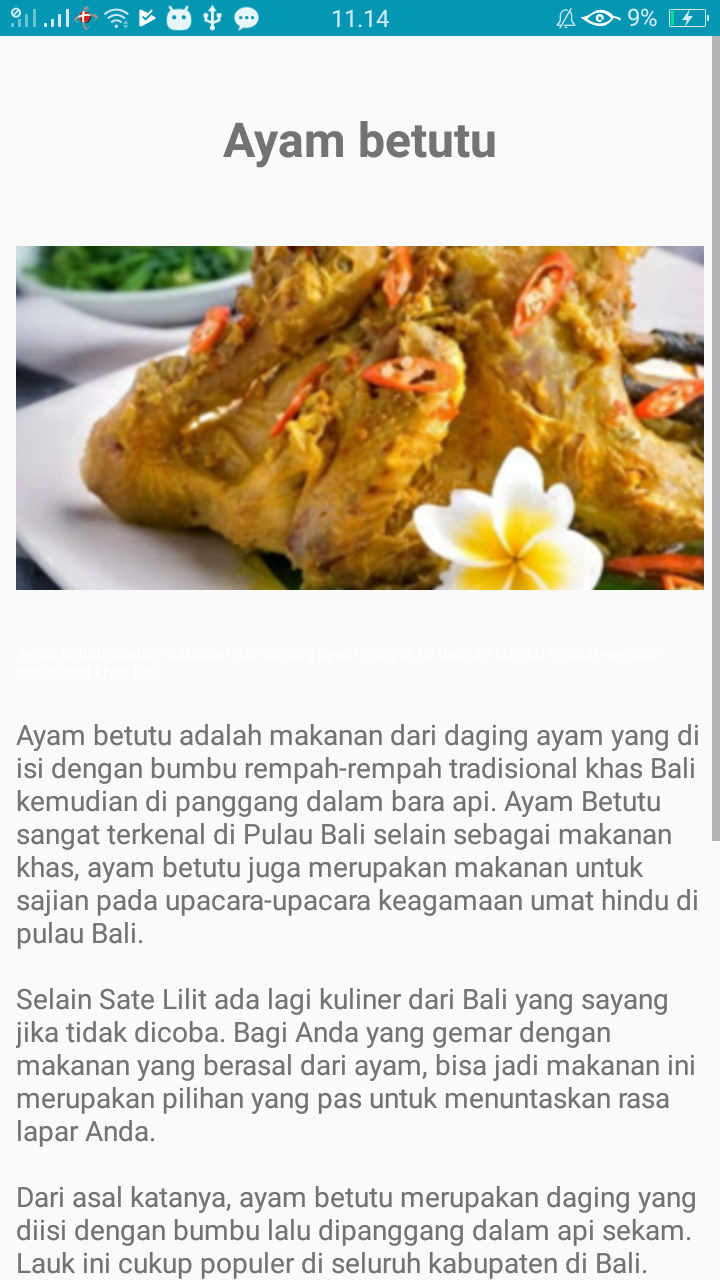 11.14
9%
Ayam betutu
Ayam betutu adalah makanan dari daging ayam yang di isi dengan bumbu rempah-rempah
tradisional khas Bali
Ayam betutu adalah makanan dari daging ayam yang di
isi dengan bumbu rempah-rempah tradisional khas Bali
kemudian di panggang dalam bara api. Ayam Betutu
sangat terkenal di Pulau Bali selain sebagai makanan
khas, ayam betutu juga merupakan makanan untuk
sajian pada upacara-upacara keagamaan umat hindu di
pulau Bali.
Selain Sate Lilit ada lagi kuliner dari Bali yang sayang
jika tidak dicoba. Bagi Anda yang gemar dengan
makanan yang berasal dari ayam, bisa jadi makanan ini
merupakan pilihan yang pas untuk menuntaskan rasa
lapar Anda.
Dari asal katanya, ayam betutu merupakan daging yang
diisi dengan bumbu lalu dipanggang dalam api sekam.
Lauk ini cukup populer di seluruh kabupaten di Bali.